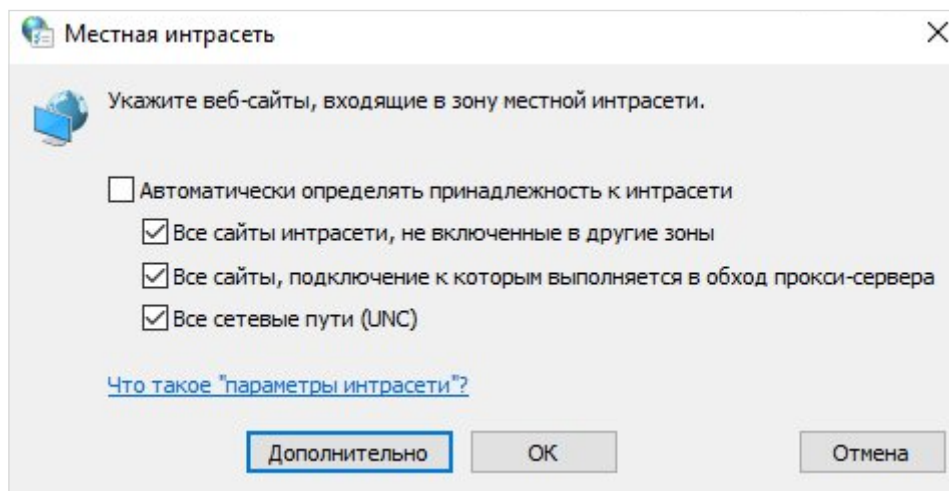 Местная интрасеть
Укажите веб-сайты, входящие в зону местной интрасети.
Автоматически определять принадлежность к интрасети
Все сайты интрасети, не включенные в другие зоны
Все сайты, подключение к которым выполняется в обход прокси-сервера
Все сетевые пути (UNC)
Что такое "параметры интрасети"?
Дополнительно ОК Отмена